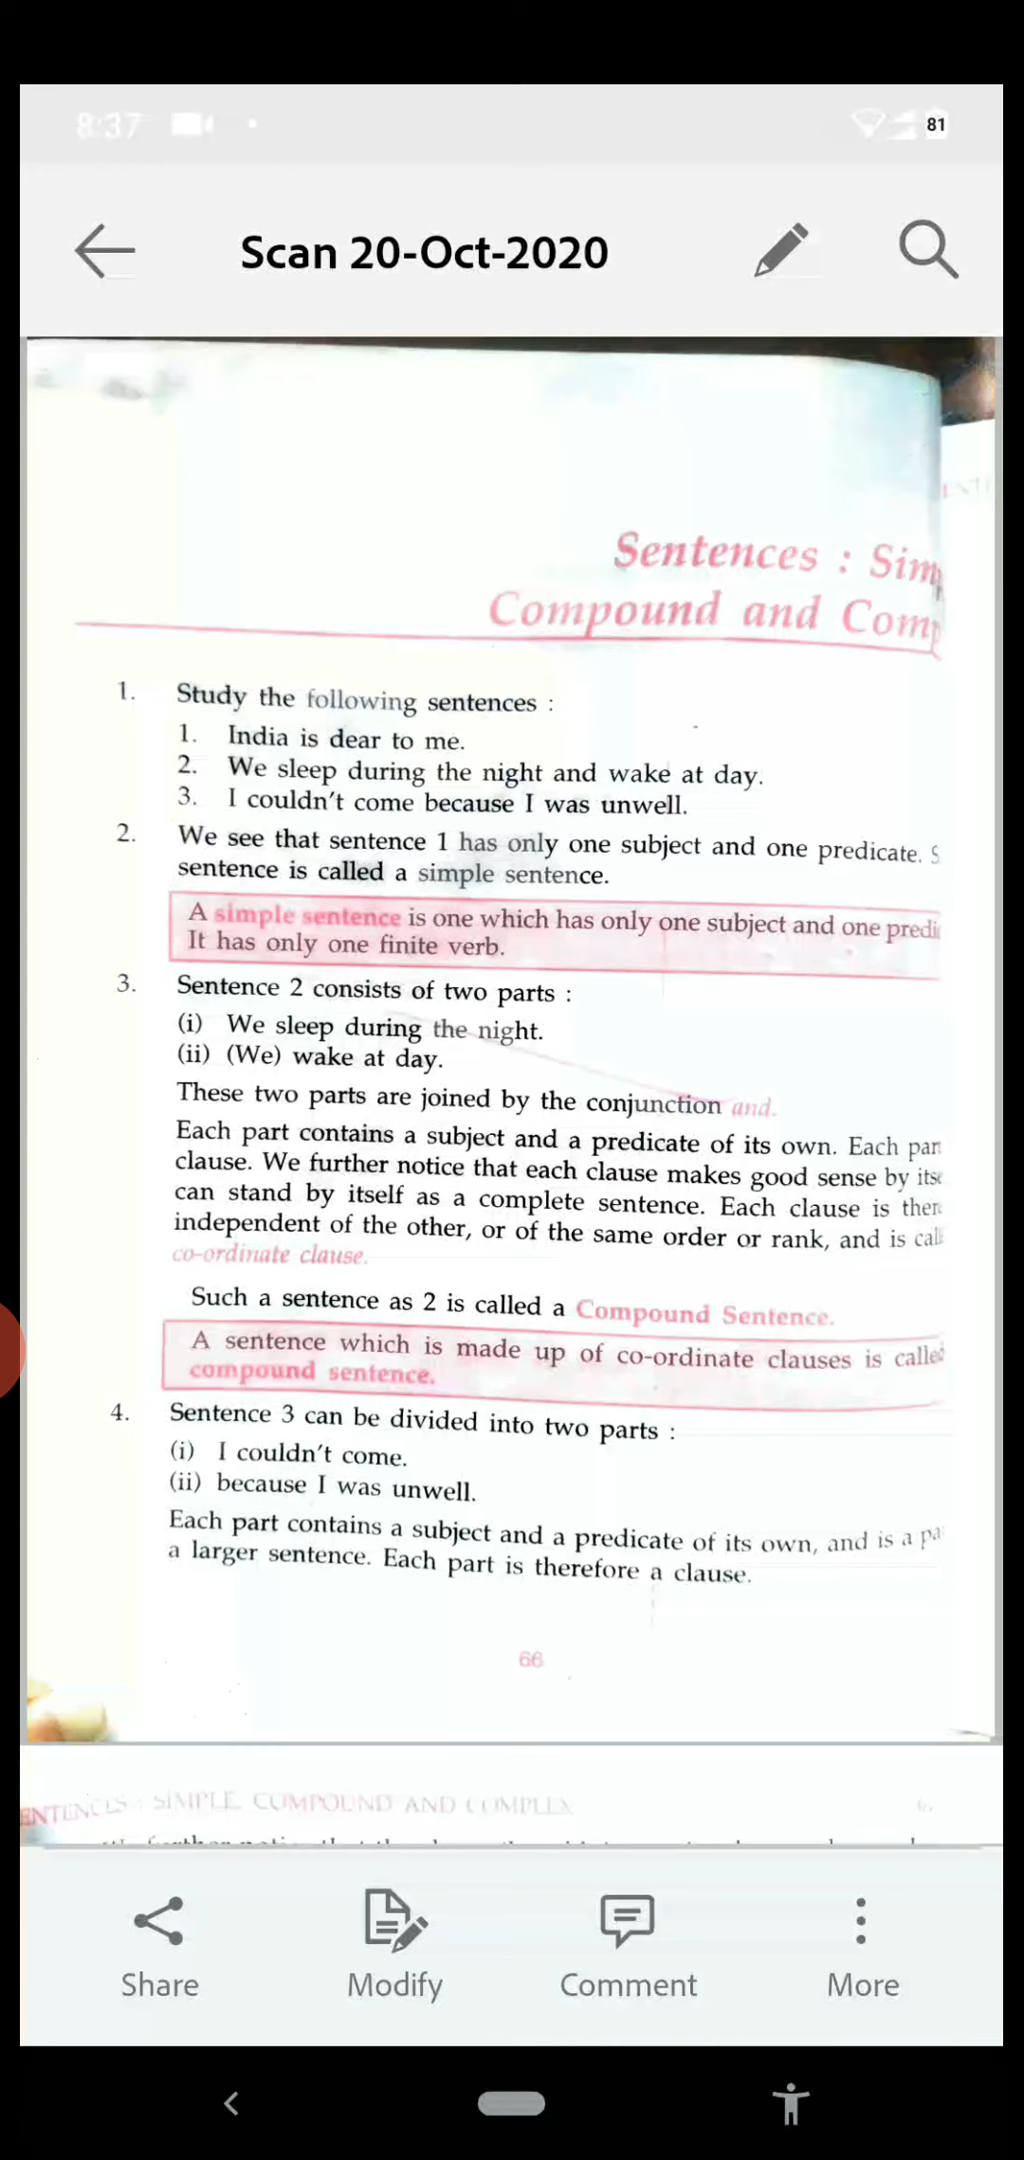 8:37
81
Scan 20-Oct-2020
Sentences : Sim
Compound and Comp
1. Study the following sentences :
1. India is dear to me.
2. We sleep during the night and wake at day.
3. I couldn't come because I was unwell.
2. We see that sentence 1 has only one subject and one predicate. S
sentence is called a simple sentence.
A simple sentence is one which has only one subject and one predi
It has only one finite verb.
3. Sentence 2 consists of two parts :
(i) We sleep during the night.
(ii) (We) wake at day.
These two parts are joined by the conjunction and.
Each part contains a subject and a predicate of its own. Each par
clause. We further notice that each clause makes good sense by its
can stand by itself as a complete sentence. Each clause is ther
independent of the other, or of the same order or rank, and is call
co-ordinate clause.
Such a sentence as 2 is called a Compound Sentence.
A sentence which is made up of co-ordinate clauses is called
compound sentence.
4. Sentence 3 can be divided into two parts :
(i) I couldn't come.
(ii) because I was unwell.
Each part contains a subject and a predicate of its own, and is a pa
a larger sentence. Each part is therefore a clause.
66
ENTENCES : SIMPLE COMPOUND AND COMPLEX
Share
Modify
Comment
More